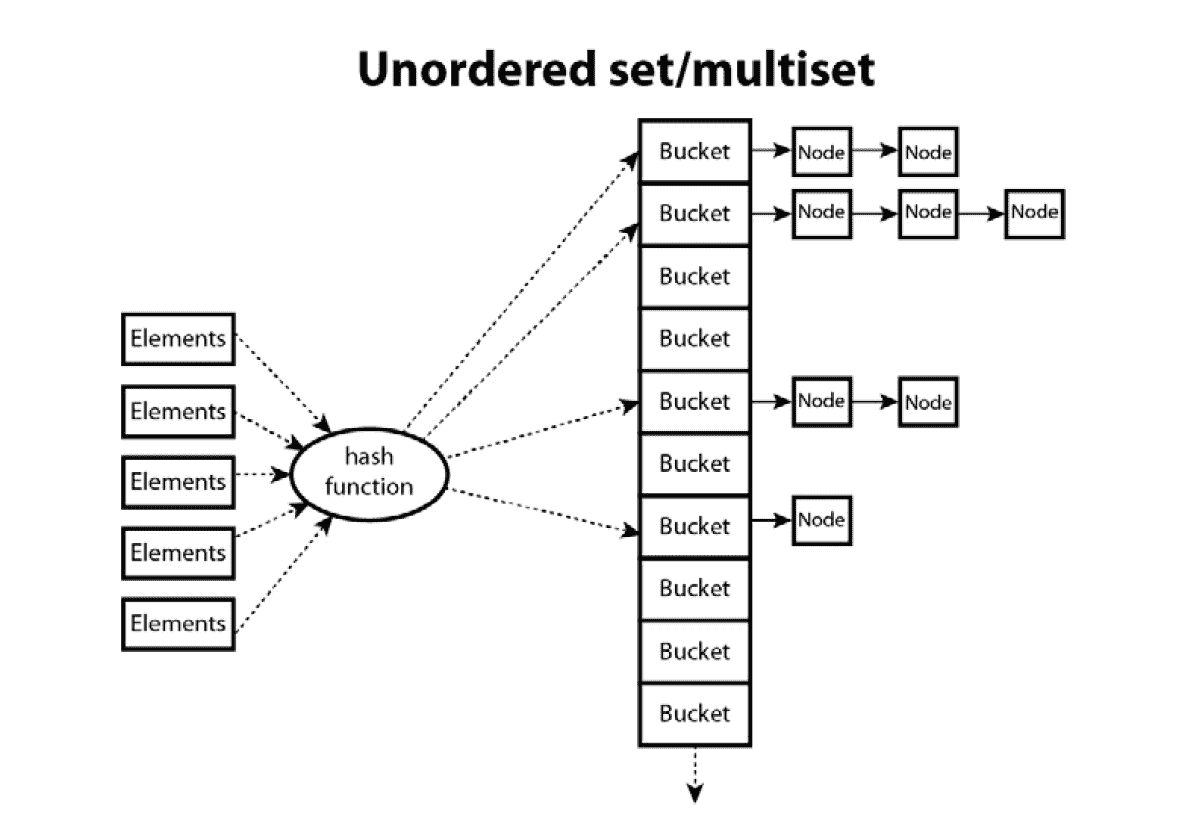 Unordered set/multiset
Bucket Node Node
Bucket Node Node Node
Bucket
Bucket
Bucket Node Node
Bucket
Bucket Node
Bucket
Bucket
Bucket
Elements
Elements
Elements
Elements
Elements
hash
function